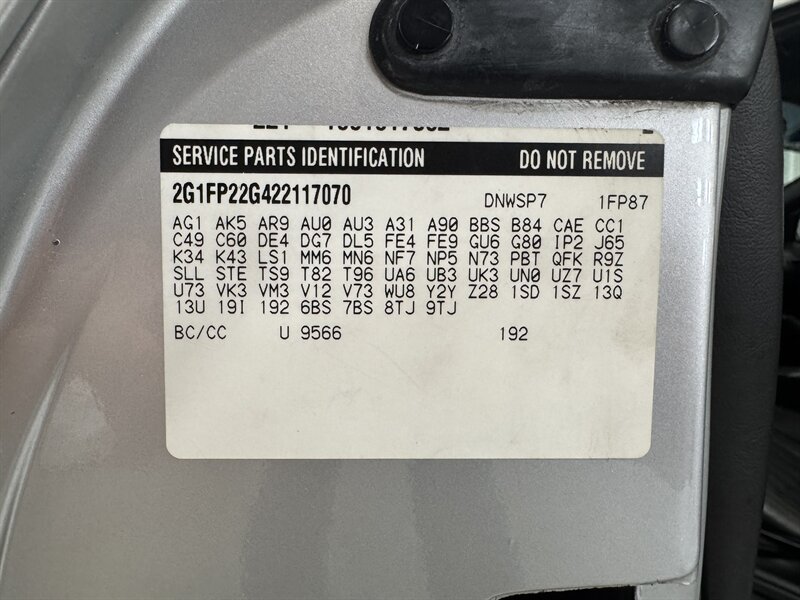 SERVICE PARTS IDENTIFICATION DO NOT REMOVE
2G1FP22G422117070 DNWSP7 1FP87
AG1 AK5 AR9 AU0 AU3 A31 A90 BBS B84 CAE CC1
C49 C60 DE4 DG7 DL5 FE4 FE9 GU6 G80 IP2 J65
K34 K43 LS1 MM6 MN6 NF7 NP5 N73 PBT QFK R9Z
SLL STE TS9 T82 T96 UA6 UB3 UK3 UN0 UZ7 U1S
U73 VK3 VM3 V12 V73 WU8 Y2Y Z28 1SD 1SZ 13Q
13U 19I 192 6BS 7BS 8TJ 9TJ
BC/CC U 9566 192